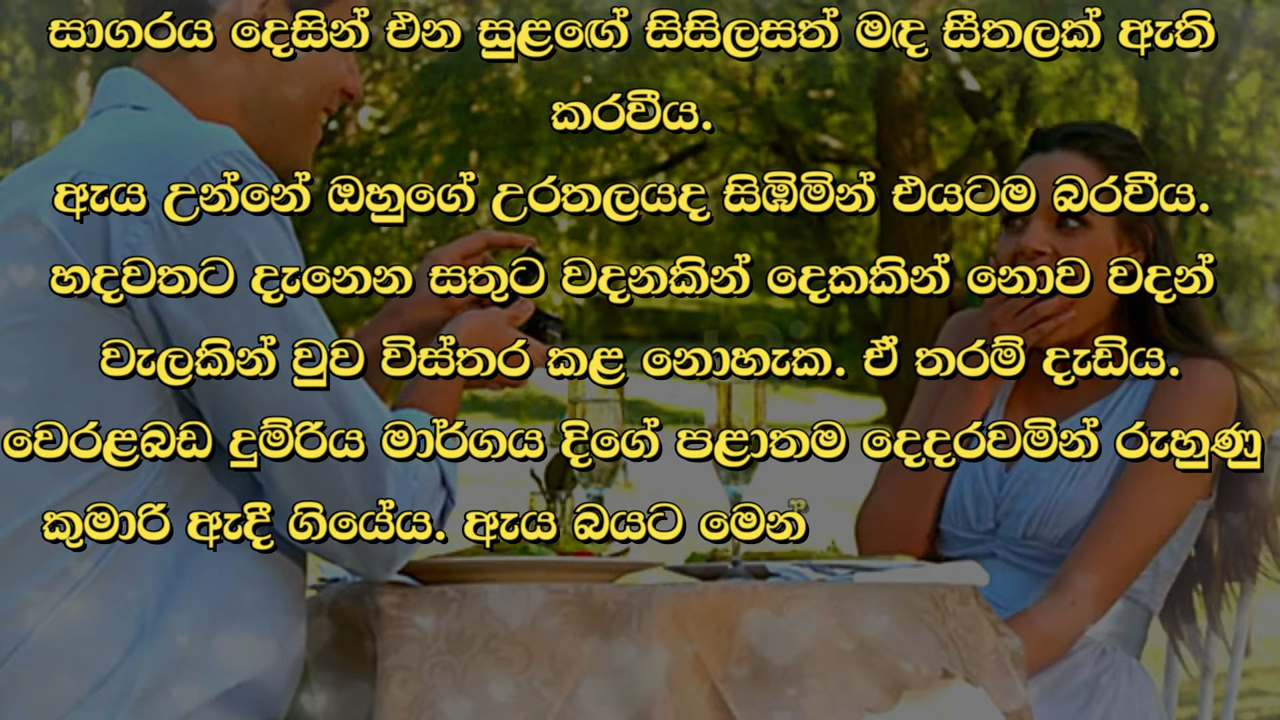 සාගරය දෙසින් එන සුළඟේ සිසිලසත් මඳ සීතලක් ඇති
කරවීය.
ඇය උන්නේ ඔහුගේ උරතලයද සිඹිමින් එයටම බරවීය.
හදවතට දැනෙන සතුට වදනකින් දෙකකින් නොව වදන්
වැලකින් වුව විස්තර කළ නොහැක. ඒ තරම් දැඩිය.
වෙරළබඩ දුම්රිය මාර්ගය දිගේ පළාතම දෙදරවමින් රුහුණු
කුමාරි ඇදී ගියේය. ඇය බයට මෙන්